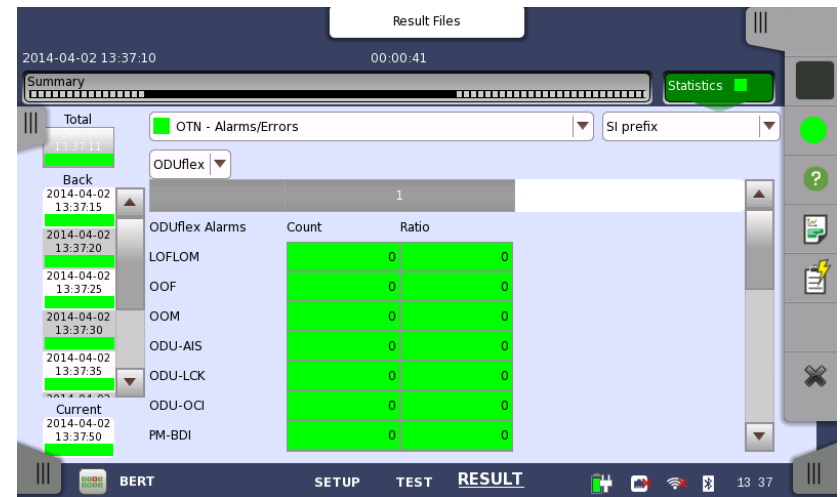 Result Files
2014-04-02 13:37:10 00:00:41
Summary
Statistics
Total
13:37:11
OTN - Alarms/Errors
SI prefix
ODUflex
Back
2014-04-02
13:37:15
2014-04-02
13:37:20
2014-04-02
13:37:25
2014-04-02
13:37:30
2014-04-02
13:37:35
Current
2014-04-02
13:37:50
1
ODUflex Alarms Count Ratio
LOFLOM 0 0
OOF 0 0
OOM 0 0
ODU-AIS 0 0
ODU-LCK 0 0
ODU-OCI 0 0
PM-BDI 0 0
BERT SETUP TEST RESULT 13 37